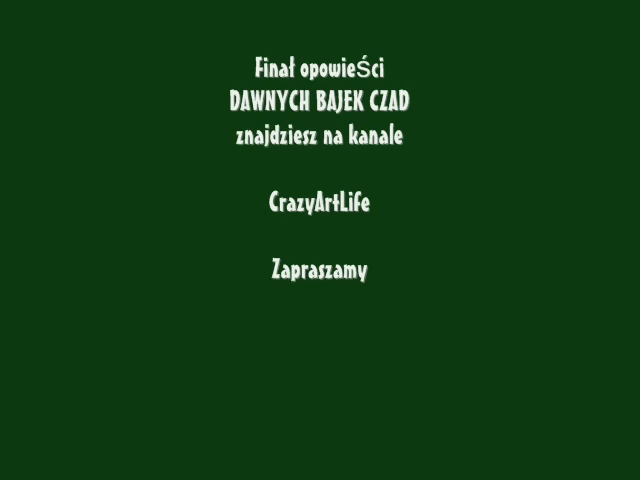 Finał opowieŚci
DAWNYCH BAJEK CZAD
znajdziesz na kanale
CrazyArtLife
Zapraszamy